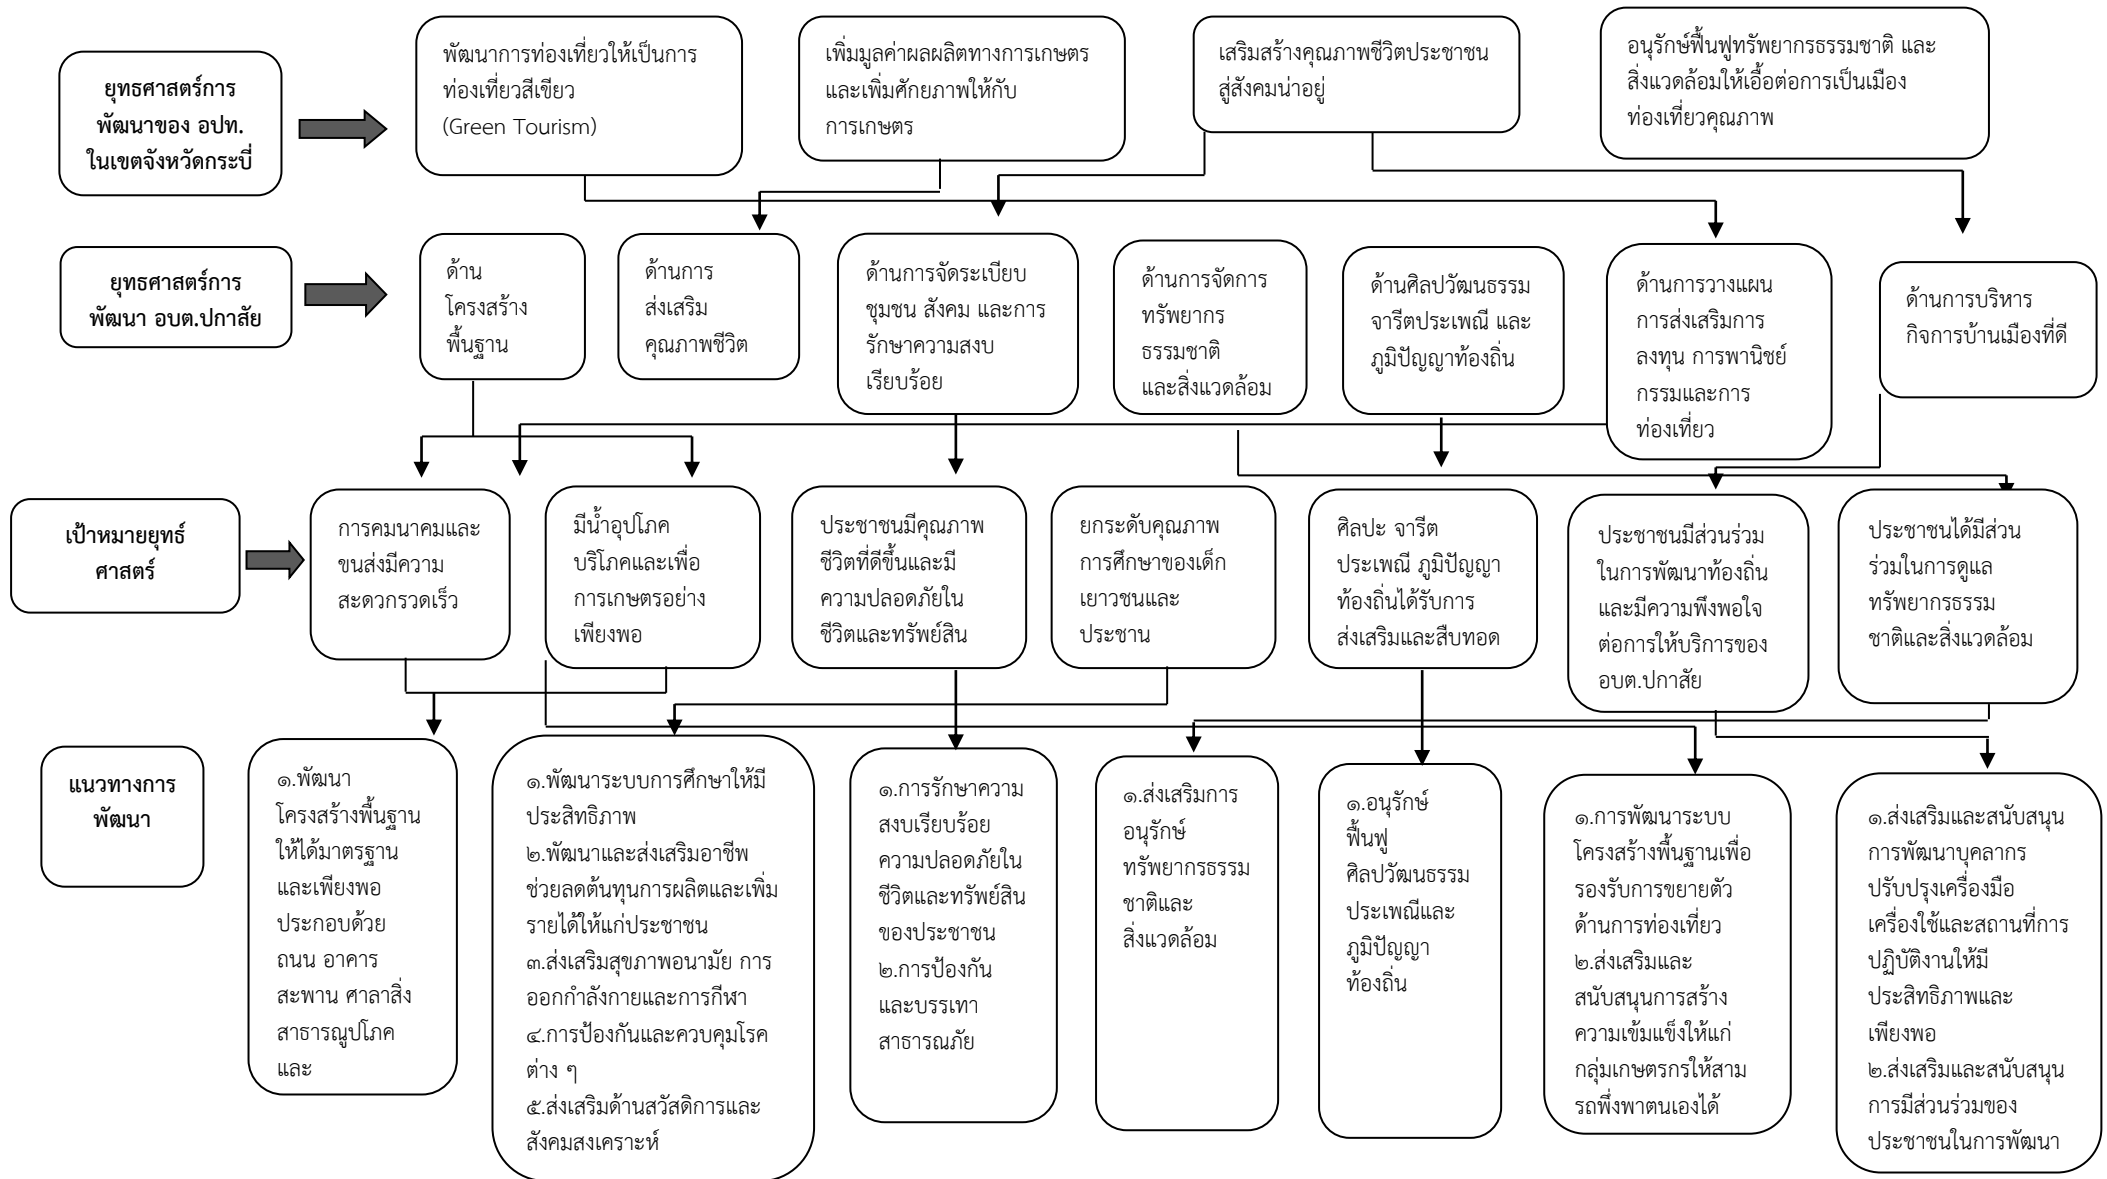 ยุทธศาสตร์การ
พัฒนาของ อปท.
ในเขตจังหวัดกระบี่
พัฒนาการท่องเที่ยวให้เป็นการ
ท่องเที่ยวสีเขียว
(Green Tourism)
เพิ่มมูลค่าผลผลิตทางการเกษตร
และเพิ่มศักยภาพให้กับ
การเกษตร
เสริมสร้างคุณภาพชีวิตประชาชน
สู่สังคมน่าอยู่
อนุรักษ์ฟื้นฟูทรัพยากรธรรมชาติ และ
สิ่งแวดล้อมให้เอื้อต่อการเป็นเมือง
ท่องเที่ยวคุณภาพ
ยุทธศาสตร์การ
พัฒนา อบต.ปกาสัย
ด้าน
โครงสร้าง
พื้นฐาน
ด้านการ
ส่งเสริม
คุณภาพชีวิต
ด้านการจัดระเบียบ
ชุมชน สังคม และการ
รักษาความสงบ
เรียบร้อย
ด้านการจัดการ
ทรัพยากร
ธรรมชาติ
และสิ่งแวดล้อม
ด้านศิลปวัฒนธรรม
จารีตประเพณี และ
ภูมิปัญญาท้องถิ่น
ด้านการวางแผน
การส่งเสริมการ
ลงทุน การพานิชย์
กรรมและการ
ท่องเที่ยว
ด้านการบริหาร
กิจการบ้านเมืองที่ดี
เป้าหมายยุทธ์
ศาสตร์
การคมนาคมและ
ขนส่งมีความ
สะดวกรวดเร็ว
มีน้ำอุปโภค
บริโภคและเพื่อ
การเกษตรอย่าง
เพียงพอ
ประชาชนมีคุณภาพ
ชีวิตที่ดีขึ้นและมี
ความปลอดภัยใน
ชีวิตและทรัพย์สิน
ยกระดับคุณภาพ
การศึกษาของเด็ก
เยาวชนและ
ประชาน
ศิลปะ จารีต
ประเพณี ภูมิปัญญา
ท้องถิ่นได้รับการ
ส่งเสริมและสืบทอด
ประชาชนมีส่วนร่วม
ในการพัฒนาท้องถิ่น
และมีความพึงพอใจ
ต่อการให้บริการของ
อบต.ปกาสัย
ประชาชนได้มีส่วน
ร่วมในการดูแล
ทรัพยากรธรรม
ชาติและสิ่งแวดล้อม
แนวทางการ
พัฒนา
๑.พัฒนา
โครงสร้างพื้นฐาน
ให้ได้มาตรฐาน
และเพียงพอ
ประกอบด้วย
ถนน อาคาร
สะพาน ศาลาสิ่ง
สาธารณูปโภค
และ
๑.พัฒนาระบบการศึกษาให้มี
ประสิทธิภาพ
๒.พัฒนาและส่งเสริมอาชีพ
ช่วยลดต้นทุนการผลิตและเพิ่ม
รายได้ให้แก่ประชาชน
๓.ส่งเสริมสุขภาพอนามัย การ
ออกกำลังกายและการกีฬา
๔.การป้องกันและควบคุมโรค
ต่าง ๆ
๕.ส่งเสริมด้านสวัสดิการและ
สังคมสงเคราะห์
๑.การรักษาความ
สงบเรียบร้อย
ความปลอดภัยใน
ชีวิตและทรัพย์สิน
ของประชาชน
๒.การป้องกัน
และบรรเทา
สาธารณภัย
๑.ส่งเสริมการ
อนุรักษ์
ทรัพยากรธรรม
ชาติและ
สิ่งแวดล้อม
๑.อนุรักษ์
ฟื้นฟู
ศิลปวัฒนธรรม
ประเพณีและ
ภูมิปัญญา
ท้องถิ่น
๑.การพัฒนาระบบ
โครงสร้างพื้นฐานเพื่อ
รองรับการขยายตัว
ด้านการท่องเที่ยว
๒.ส่งเสริมและ
สนับสนุนการสร้าง
ความเข้มแข็งให้แก่
กลุ่มเกษตรกรให้สาม
รถพึ่งพาตนเองได้
๑.ส่งเสริมและสนับสนุน
การพัฒนาบุคลากร
ปรับปรุงเครื่องมือ
เครื่องใช้และสถานที่การ
ปฏิบัติงานให้มี
ประสิทธิภาพและ
เพียงพอ
๒.ส่งเสริมและสนับสนุน
การมีส่วนร่วมของ
ประชาชนในการพัฒนา